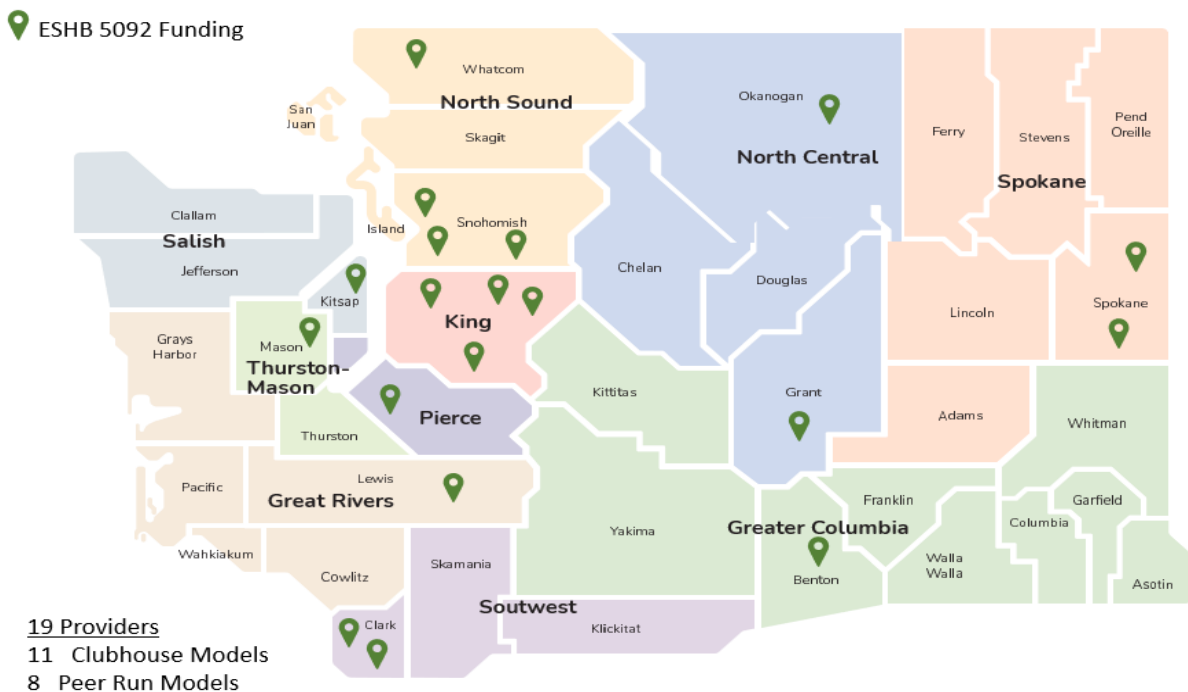 ESHB 5092 Funding
Whatcom
North Sound
San
Juan
Skagit
Island
Snohomish
Okanogan
North Central
Chelan
Douglas
Grant
Ferry
Stevens
Pend
Oreille
Spokane
Lincoln
Spokane
Adams
Clallam
Salish
Jefferson
Kitsap
King
Grays
Harbor
Mason
Thurston-
Mason
Thurston
Pierce
Kittitas
Whitman
Pacific
Lewis
Great Rivers
Wahkiakum
Cowlitz
Yakima
Greater Columbia
Franklin
Benton
Walla
Walla
Columbia
Garfield
Asotin
Skamania
Soutwest
Clark
Klickitat
19 Providers
11 Clubhouse Models
8 Peer Run Models